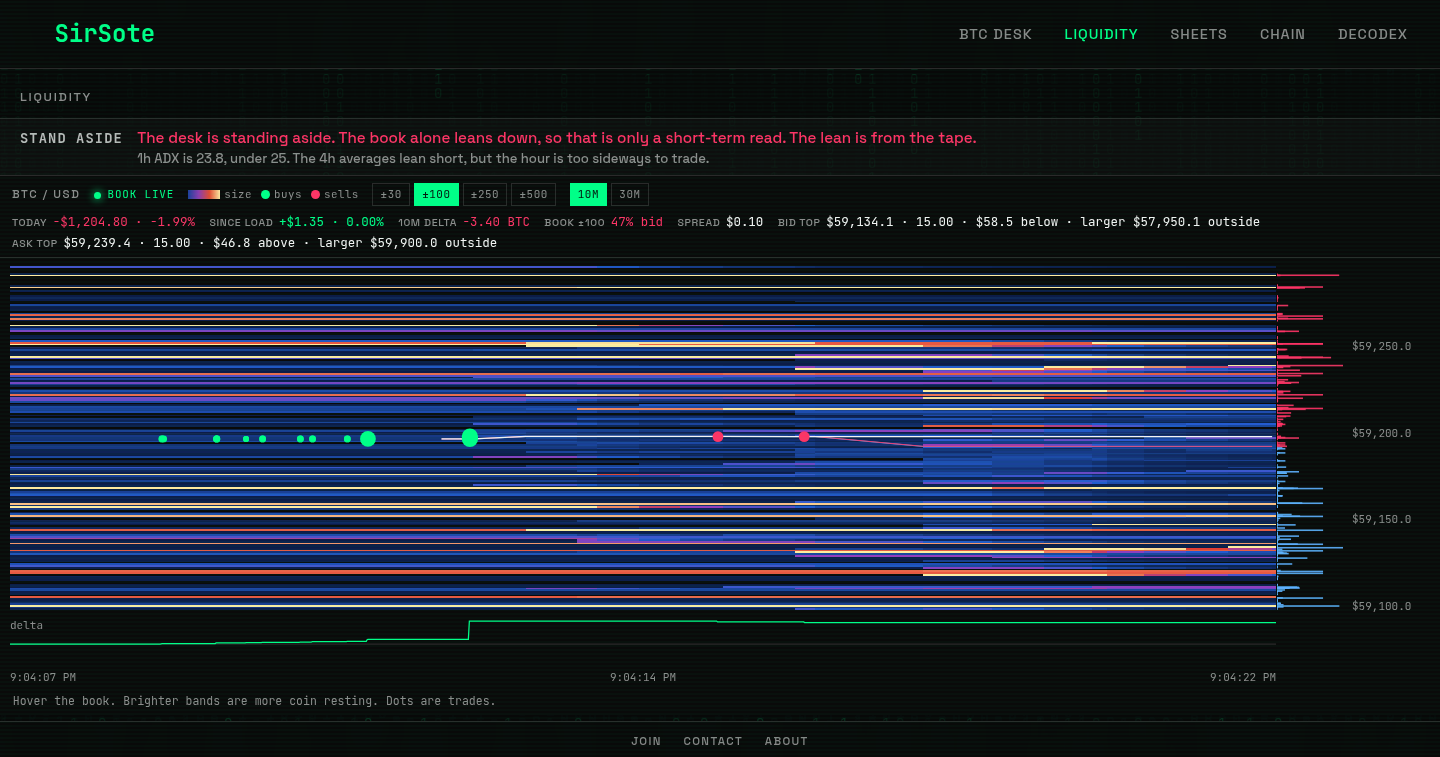 SirSote
BTC DESK LIQUIDITY SHEETS CHAIN DECODEX
LIQUIDITY
STAND ASIDE The desk is standing aside. The book alone leans down, so that is only a short-term read. The lean is from the tape.
1h ADX is 23.8, under 25. The 4h averages lean short, but the hour is too sideways to trade.
BTC / USD BOOK LIVE size buys sells ±30 ±100 ±250 ±500 10M 30M
TODAY -$1,204.80 · -1.99% SINCE LOAD +$1.35 · 0.00% 10M DELTA -3.40 BTC BOOK ±100 47% bid SPREAD $0.10 BID TOP $59,134.1 · 15.00 · $58.5 below · larger $57,950.1 outside
ASK TOP $59,239.4 · 15.00 · $46.8 above · larger $59,900.0 outside
$59,250.0
$59,200.0
$59,150.0
$59,100.0
delta
9:04:07 PM 9:04:14 PM 9:04:22 PM
Hover the book. Brighter bands are more coin resting. Dots are trades.
JOIN CONTACT ABOUT